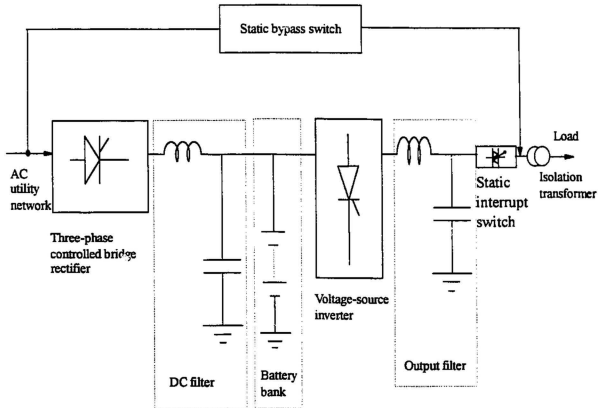 Static bypass switch
AC
utility
network
Three-phase
controlled bridge
rectifier
DC filter
Battery
bank
Voltage-source
inverter
Output filter
Static
interrupt
switch
Load
Isolation
transformer